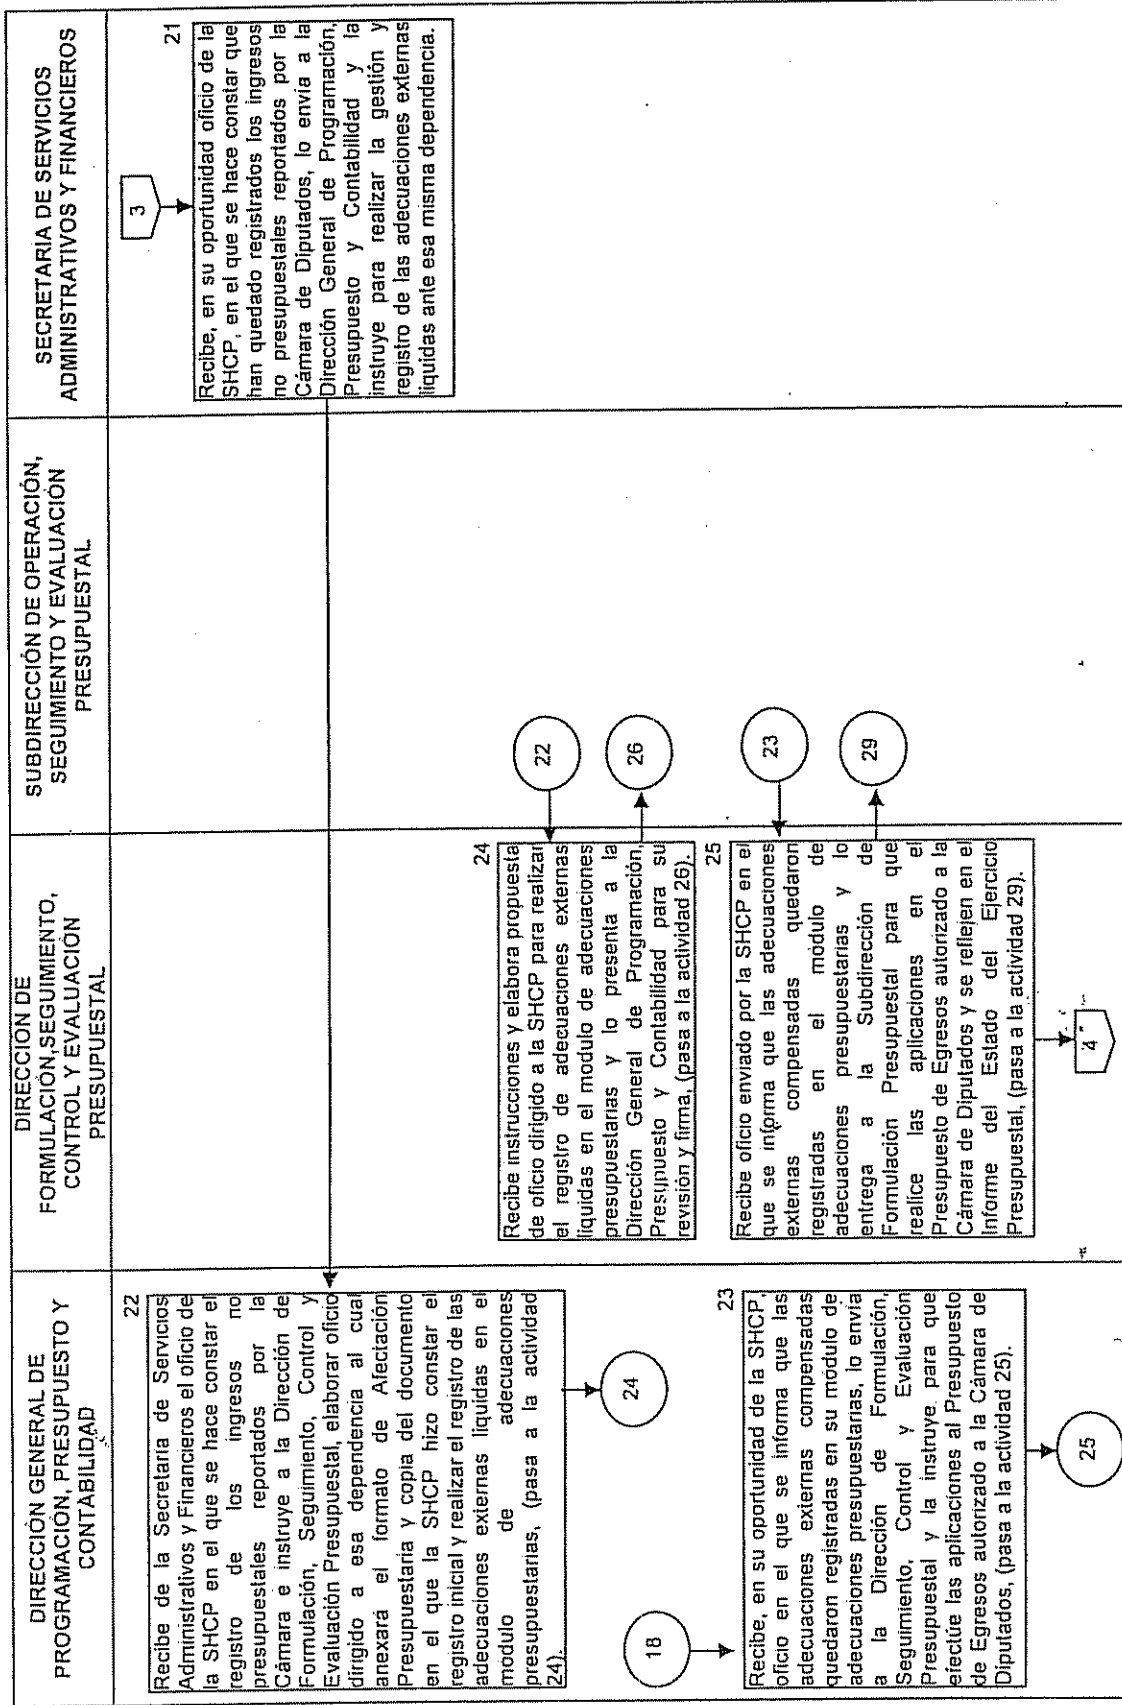 DIRECCIÓN GENERAL DE
PROGRAMACIÓN, PRESUPUESTO Y
CONTABILIDAD
DIRECCION DE
FORMULACIÓN,SEGUIMIENTO,
CONTROL Y EVALUACIÓN
PRESUPUESTAL
SUBDIRECCIÓN DE OPERACIÓN,
SEGUIMIENTO Y EVALUACIÓN
PRESUPUESTAL
SECRETARIA DE SERVICIOS
ADMINISTRATIVOS Y FINANCIEROS
3
21
Recibe, en su oportunidad oficio de la
SHCP, en el que se hace constar que
han quedado registrados los ingresos
no presupuestales reportados por la
Cámara de Diputados, lo envía a la
Dirección General de Programación,
Presupuesto y Contabilidad y la
instruye para realizar la gestión y
registro de las adecuaciones externas
liquidas ante esa misma dependencia.
22
Recibe de la Secretaría de Servicios
Administrativos y Financieros el oficio de
la SHCP en el que se hace constar el
registro de los ingresos no
presupuestales reportados por la
Cámara e instruye a la Dirección de
Formulación, Seguimiento, Control y
Evaluación Presupuestal, elaborar oficio
dirigido a esa dependencia al cual
anexará el formato de Afectación
Presupuestaria y copia del documento
en el que la SHCP hizo constar el
registro inicial y realizar el registro de las
adecuaciones externas liquidas en el
módulo de adecuaciones
presupuestarias, (pasa a la actividad
24).
24
24
Recibe instrucciones y elabora propuesta
de oficio dirigido a la SHCP para realizar
el registro de adecuaciones externas
liquidas en el modulo de adecuaciones
presupuestarias y lo presenta a la
Dirección General de Programación,
Presupuesto y Contabilidad para su
revisión y firma, (pasa a la actividad 26).
22
26
18
23
Recibe, en su oportunidad de la SHCP,
oficio en el que se informa que las
adecuaciones externas compensadas
quedaron registradas en su módulo de
adecuaciones presupuestarias, lo envía
a la Dirección de Formulación,
Seguimiento, Control y Evaluación
Presupuestal y la instruye para que
efectúe las aplicaciones al Presupuesto
de Egresos autorizado a la Cámara de
Diputados, (pasa a la actividad 25).
25
25
Recibe oficio enviado por la SHCP en el
que se informa que las adecuaciones
externas compensadas quedaron
registradas en el módulo de
adecuaciones presupuestarias y lo
entrega a la Subdirección de
Formulación Presupuestal para que
realice las aplicaciones en el
Presupuesto de Egresos autorizado a la
Cámara de Diputados y se reflejen en el
Informe del Estado del Ejercicio
Presupuestal, (pasa a la actividad 29).
23
29
4